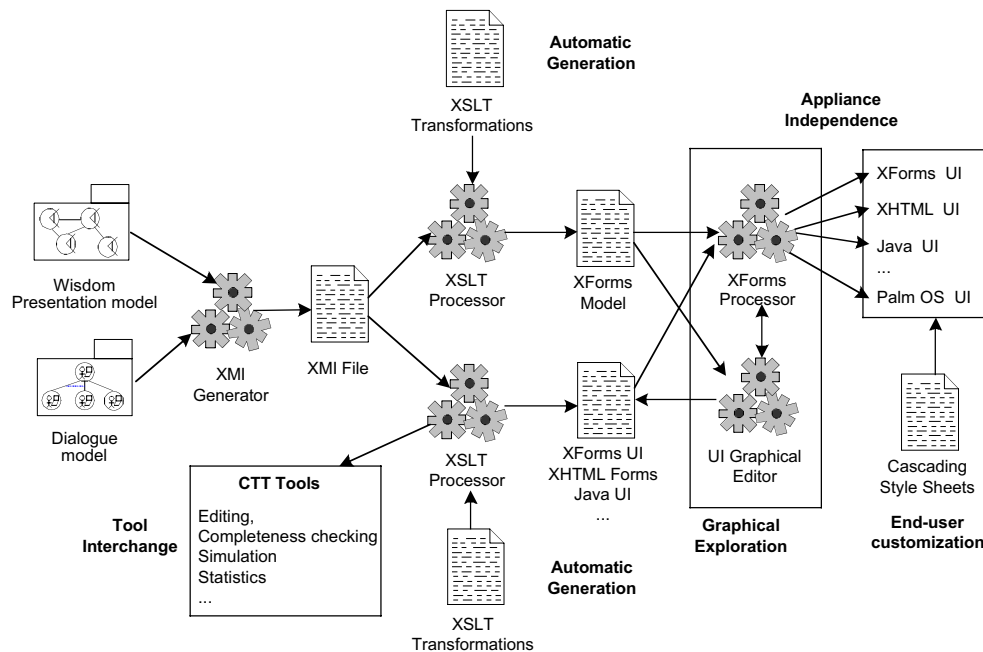 Automatic
Generation
XSLT
Transformations
Appliance
Independence
XForms UI
XHTML UI
Java UI
...
Palm OS UI
Wisdom
Presentation model
XSLT
Processor
XForms
Model
XForms
Processor
XMI
Generator
XMI File
Dialogue
model
XSLT
Processor
XForms UI
XHTML Forms
Java UI
...
UI Graphical
Editor
Cascading
Style Sheets
CTT Tools
Editing,
Completeness checking
Simulation
Statistics
...
Tool
Interchange
Graphical
Exploration
End-user
customization
Automatic
Generation
XSLT
Transformations